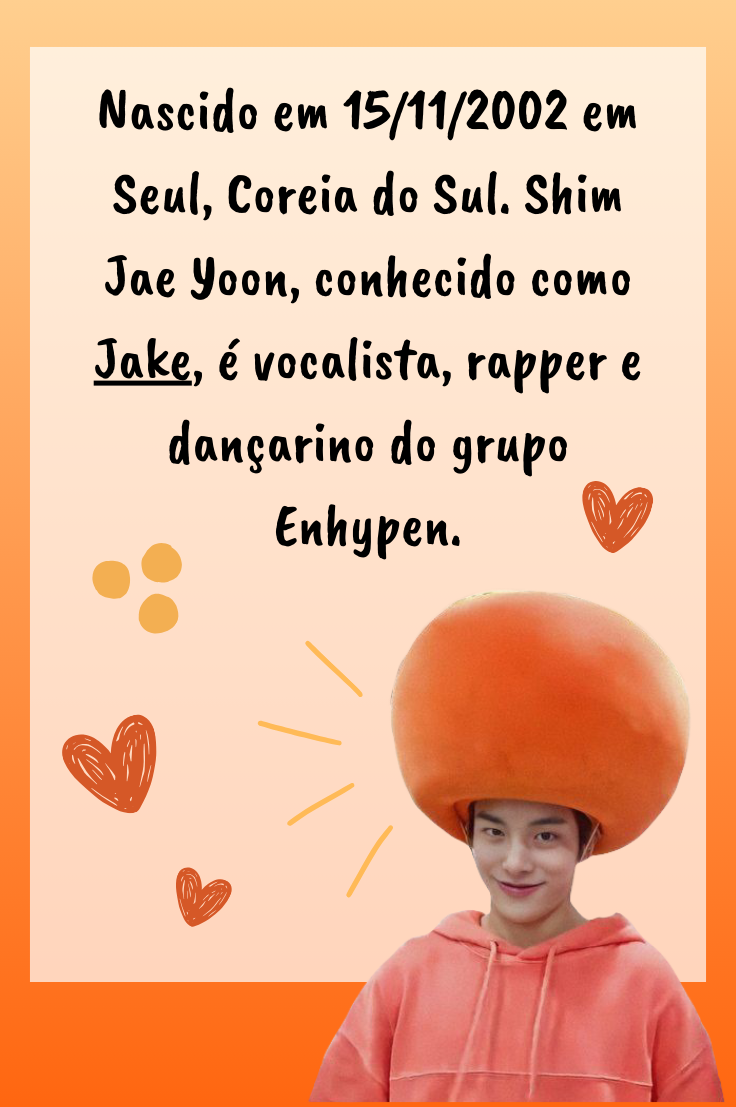 Nascido em 15/11/2002 em
Seul, Coreia do Sul. Shim
Jae Yoon, conhecido como
Jake, é vocalista, rapper e
dançarino do grupo
Enhypen.